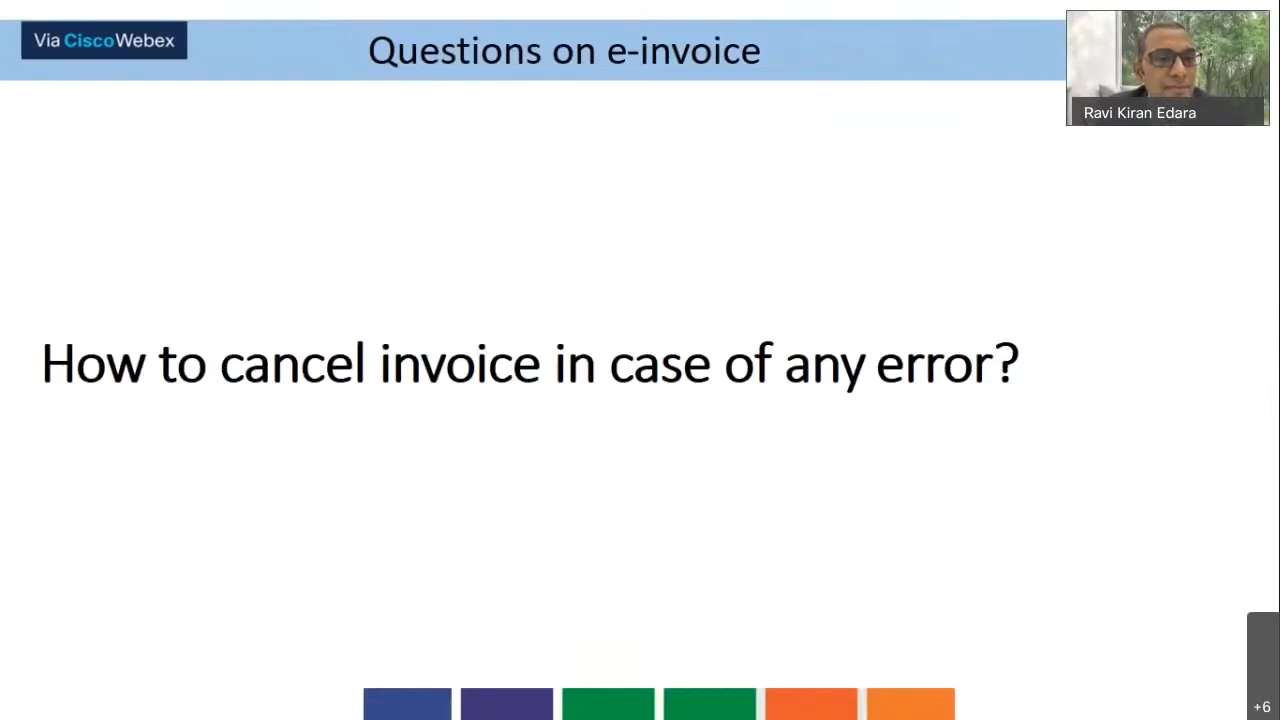 Via CiscoWebex
Questions on e-invoice
Ravi Kiran Edara
How to cancel invoice in case of any error?
+6